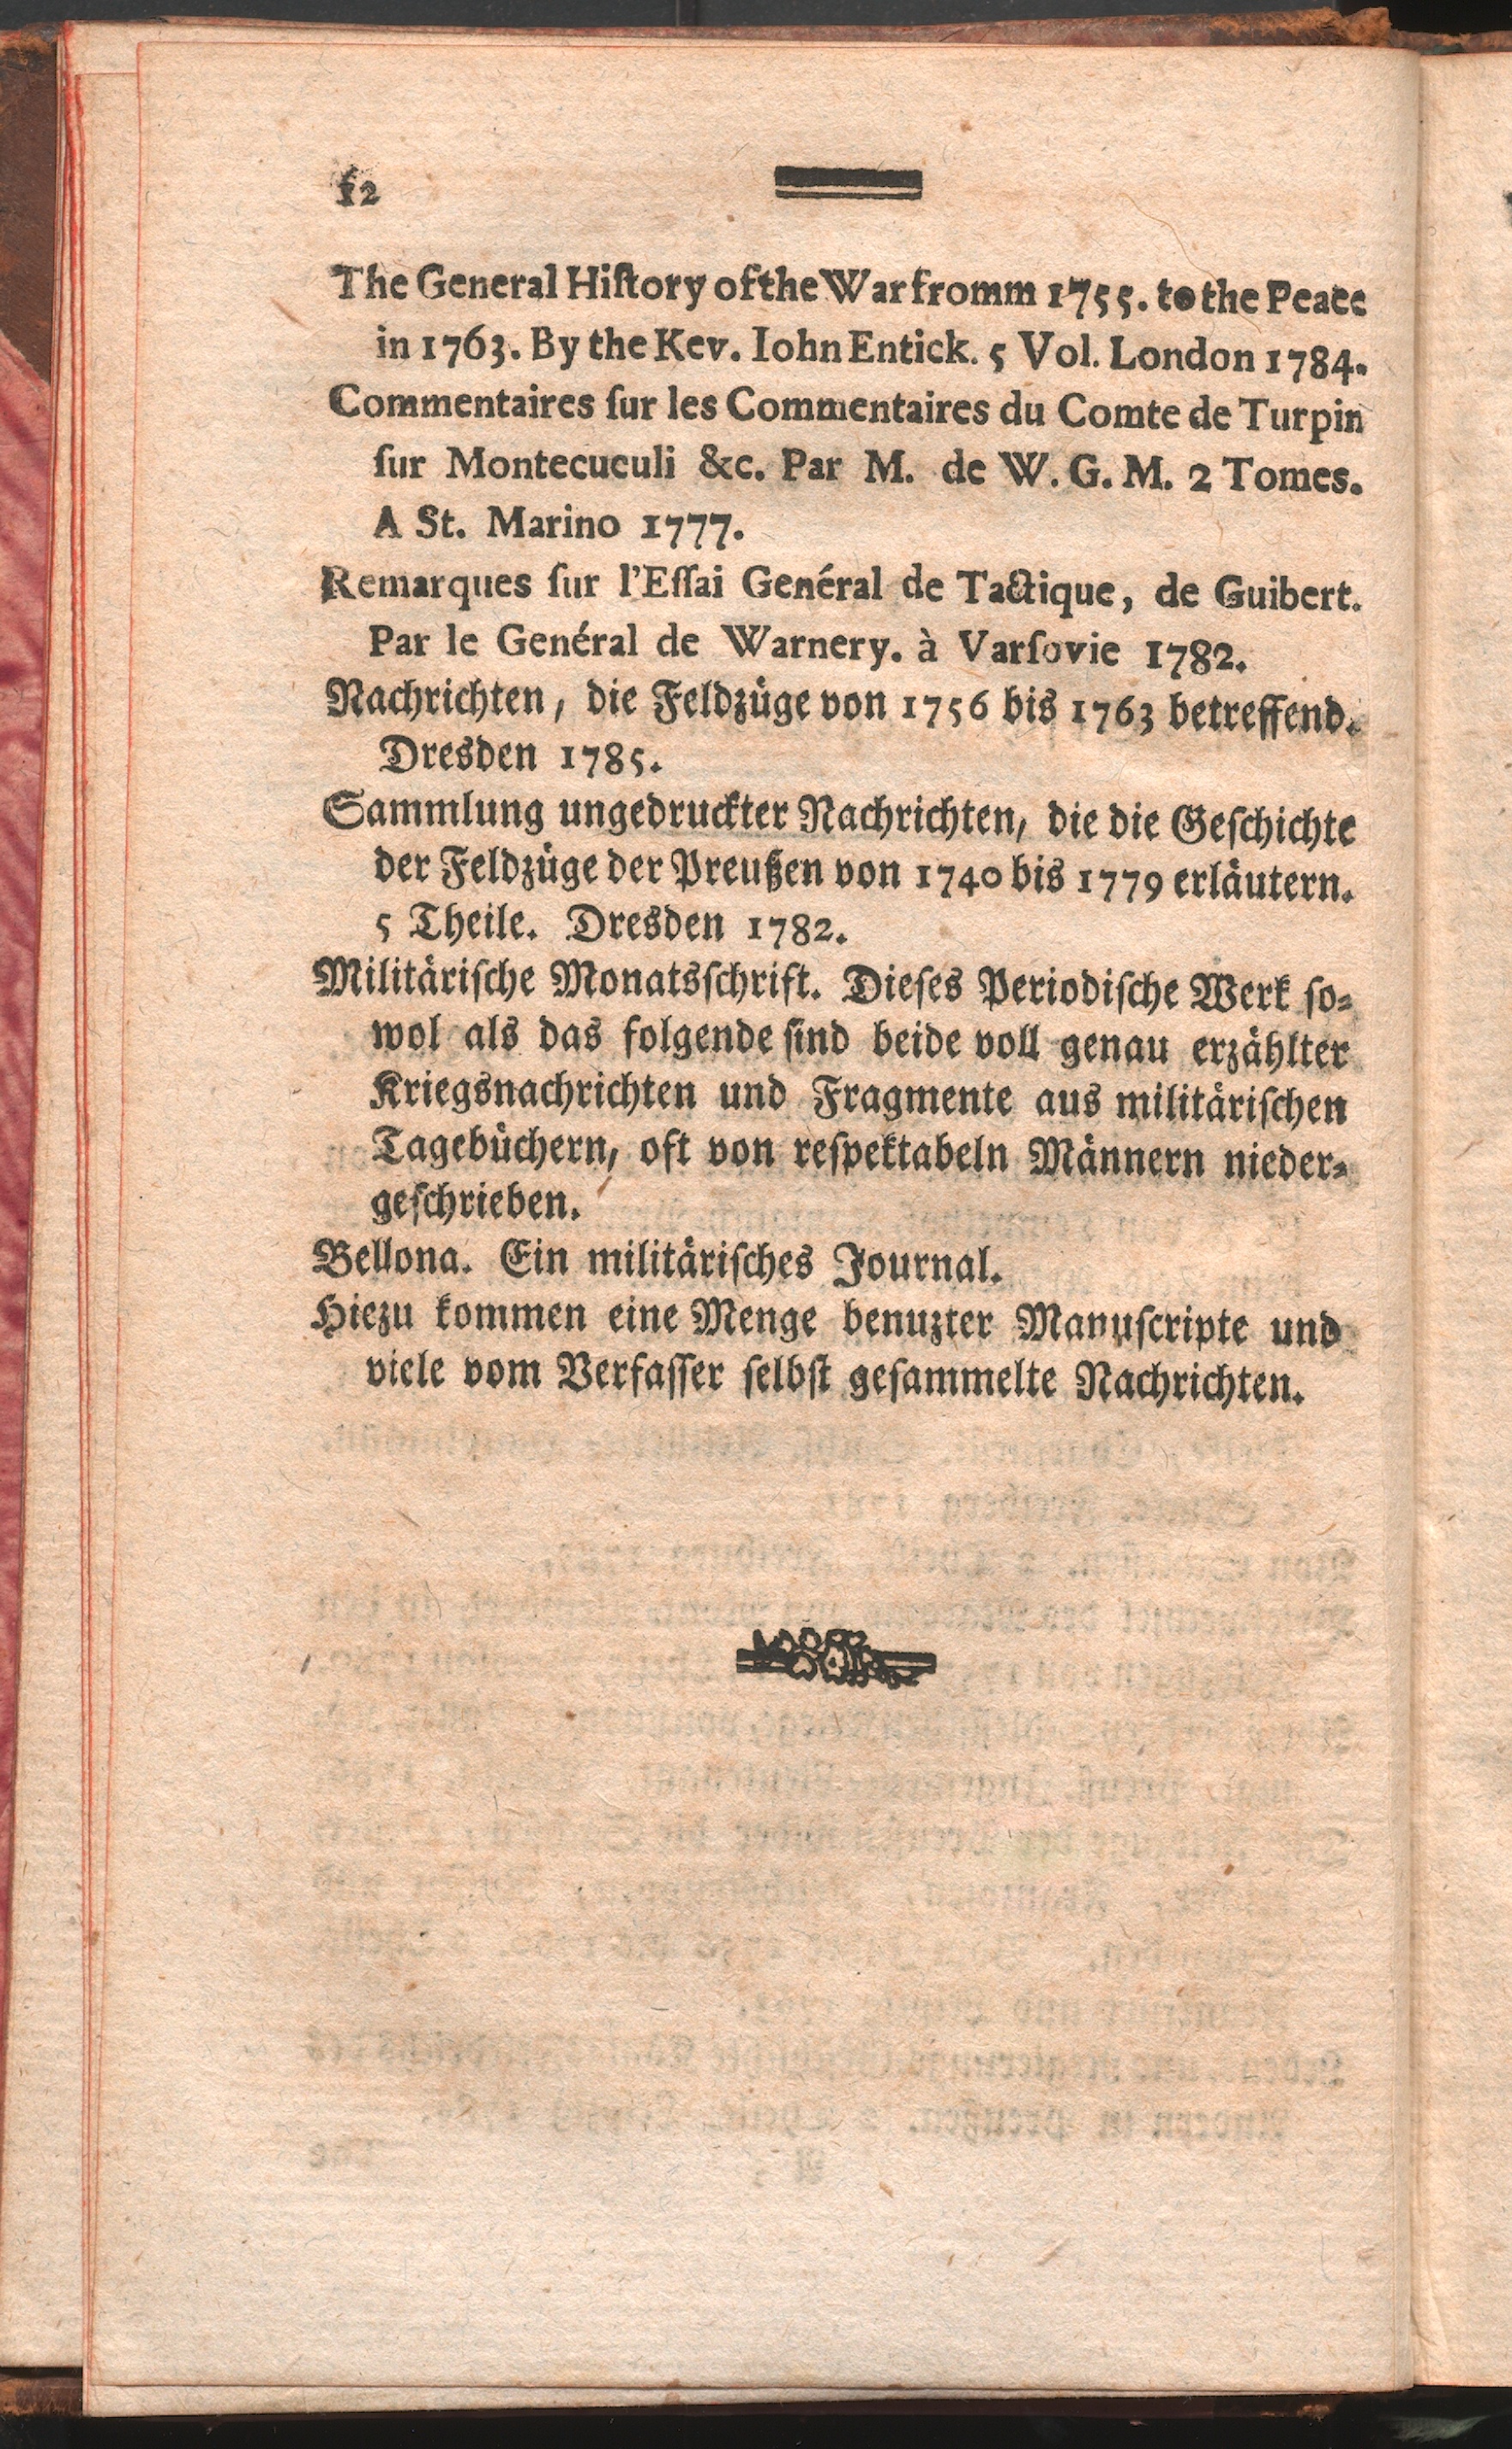 12
The General Hiſtory of the War fromm 1755. to the Peace
in 1763. By the Kev. Iohn Entick. 5 Vol. London 1784.
Commentaires ſur les Commentaires du Comte de Turpin
ſur Montecuculi &c. Par M. de W. G. M. 2 Tomes.
A St. Marino 1777.
Remarques ſur l'Eſſai Genéral de Tactique, de Guibert.
Par le Genéral de Warnery. à Varſovie 1782.
Nachrichten, die Feldzüge von 1756 bis 1763 betreffend.
Dresden 1785.
Sammlung ungedruckter Nachrichten, die die Geſchichte
der Feldzüge der Preußen von 1740 bis 1779 erläutern.
5 Theile. Dresden 1782.
Militäriſche Monatsſchrift. Dieſes Periodiſche Werk ſo⸗
wol als das folgende ſind beide voll genau erzählter
Kriegsnachrichten und Fragmente aus militäriſchen
Tagebüchern, oft von reſpektabeln Männern nieder⸗
geſchrieben.
Bellona. Ein militäriſches Journal.
Hiezu kommen eine Menge benuzter Manuſcripte und
viele vom Verfaſſer ſelbſt geſammelte Nachrichten.